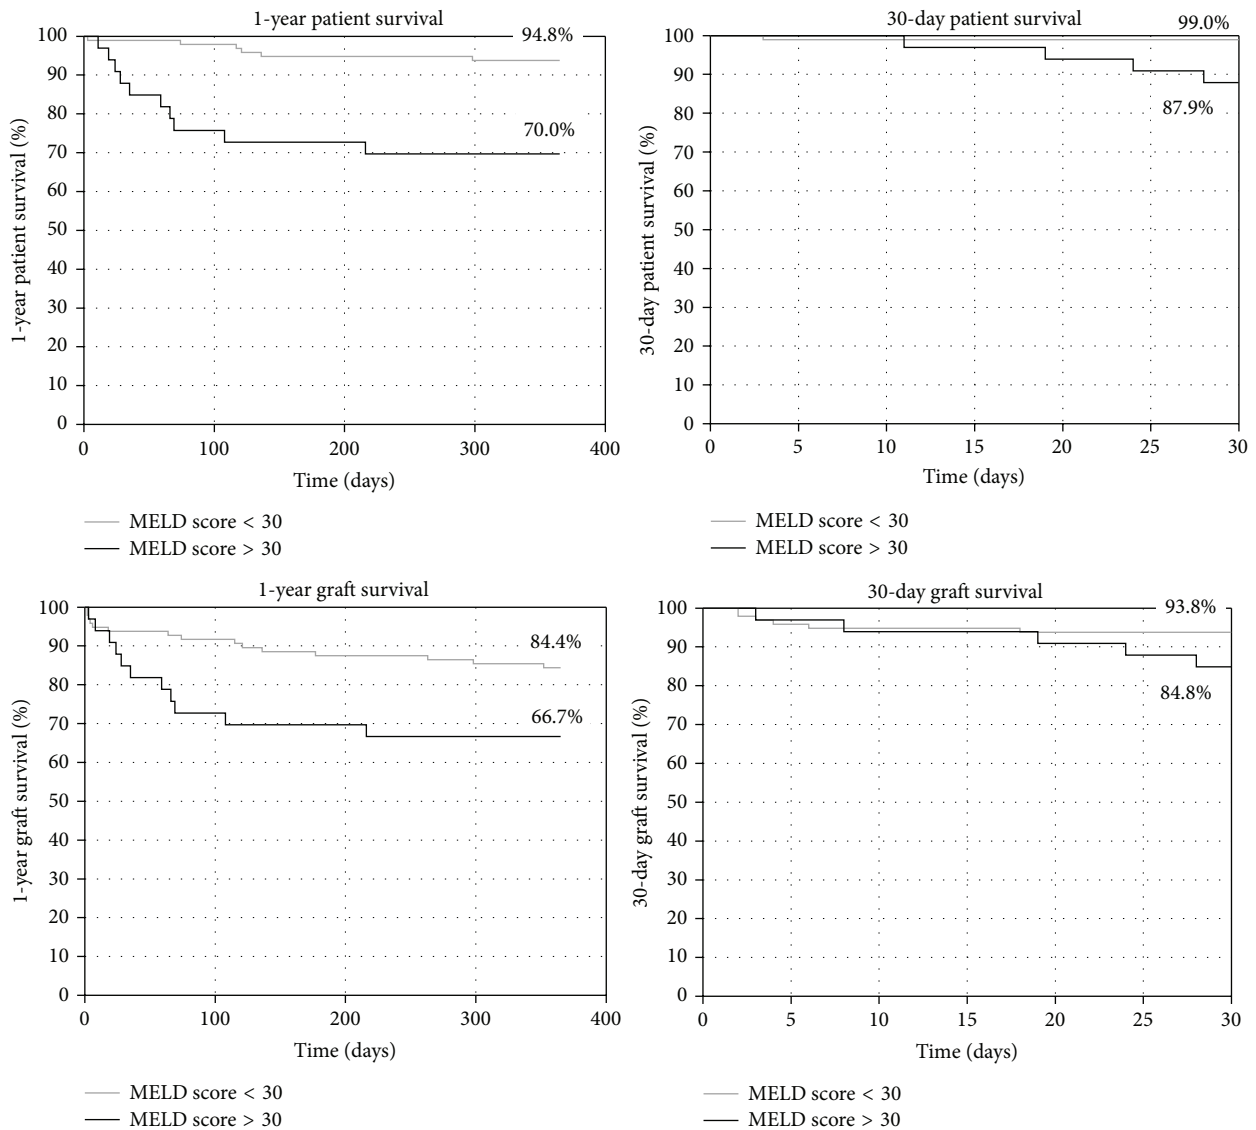 1-year patient survival
100
90
80
70
60
50
40
30
20
10
0
94.8%
70.0%
1-year patient survival (%)
0 100 200 300 400
Time (days)
MELD score < 30
MELD score > 30
30-day patient survival
99.0%
100
90
80
70
60
50
40
30
20
10
0
87.9%
30-day patient survival (%)
0 5 10 15 20 25 30
Time (days)
MELD score < 30
MELD score > 30
1-year graft survival
100
90
80
70
60
50
40
30
20
10
0
84.4%
66.7%
1-year graft survival (%)
0 100 200 300 400
Time (days)
MELD score < 30
MELD score > 30
30-day graft survival
93.8%
100
90
80
70
60
50
40
30
20
10
0
84.8%
30-day graft survival (%)
0 5 10 15 20 25 30
Time (days)
MELD score < 30
MELD score > 30